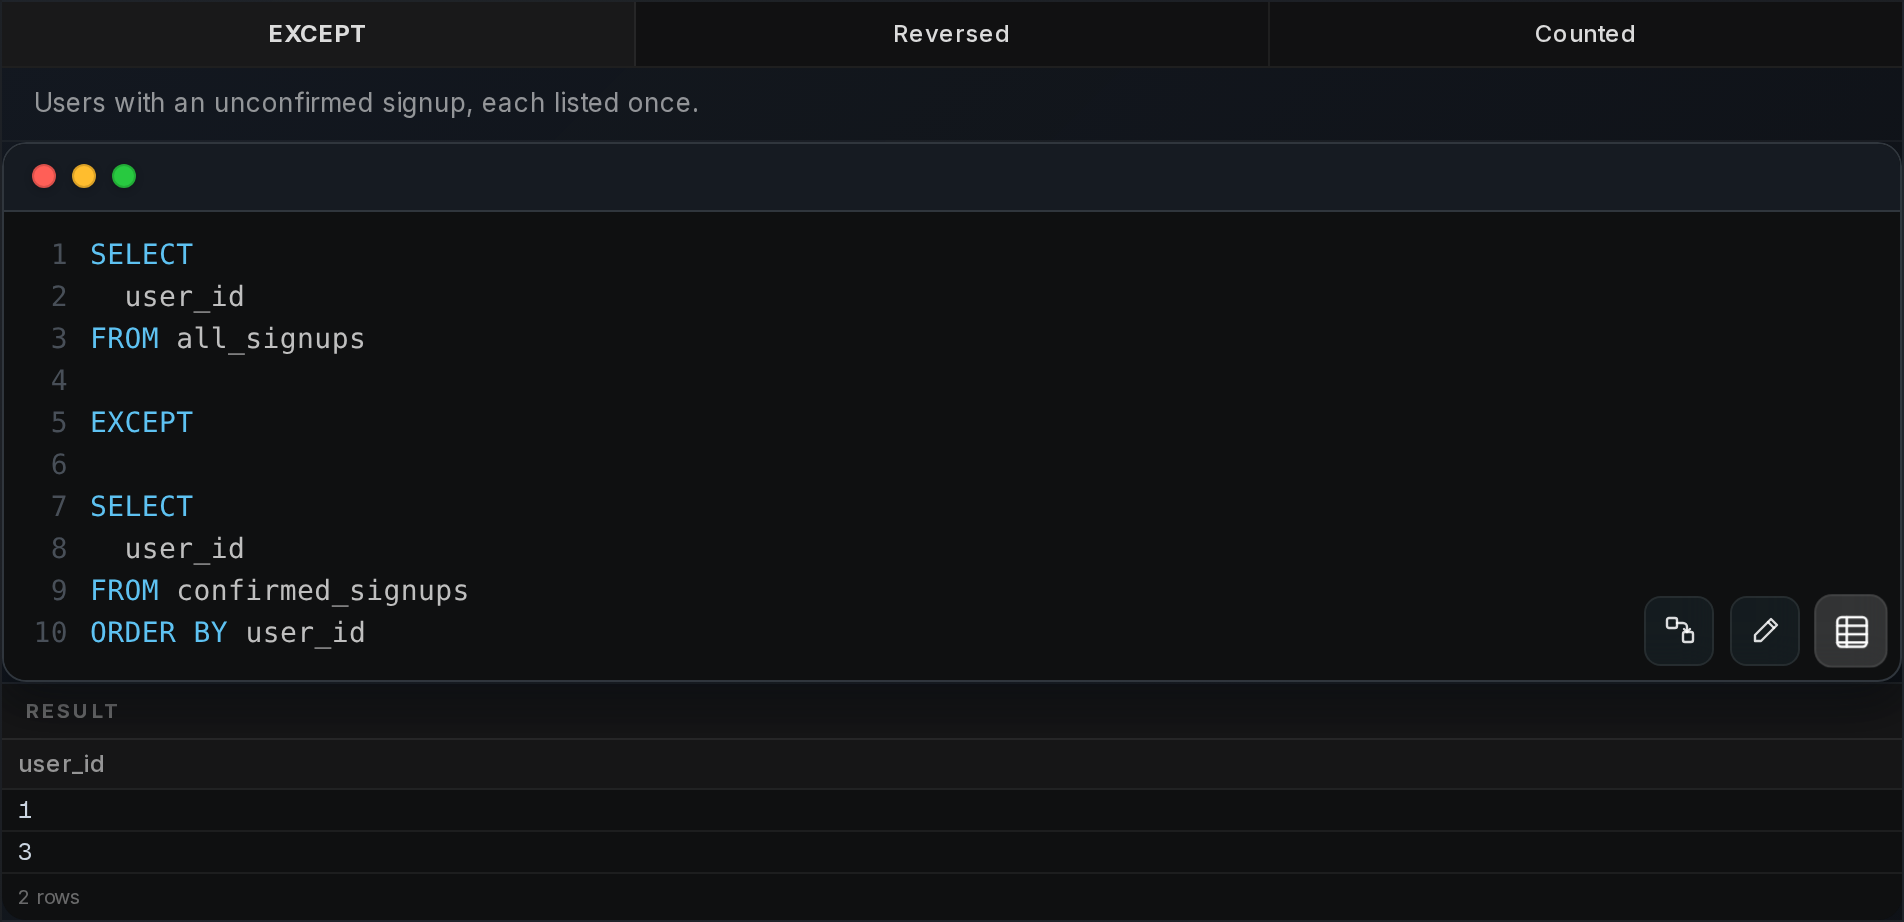 EXCEPT
Reversed
Counted
Users with an unconfirmed signup, each listed once.
1 SELECT
2   user_id
3 FROM all_signups
4
5 EXCEPT
6
7 SELECT
8   user_id
9 FROM confirmed_signups
10 ORDER BY user_id
RESULT
user_id
1
3
2 rows